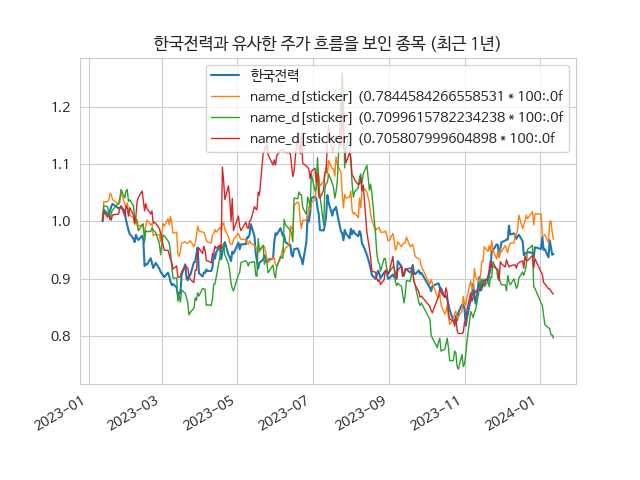 한국전력과 유사한 주가 흐름을 보인 종목 (최근 1년)
한국전력
name_d[sticker] (0.7844584266558531 * 100:.0f
name_d[sticker] (0.7099615782234238 * 100:.0f
name_d[sticker] (0.705807999604898 * 100:.0f
1.2
1.1
1.0
0.9
0.8
2023-01
2023-03
2023-05
2023-07
2023-09
2023-11
2024-01